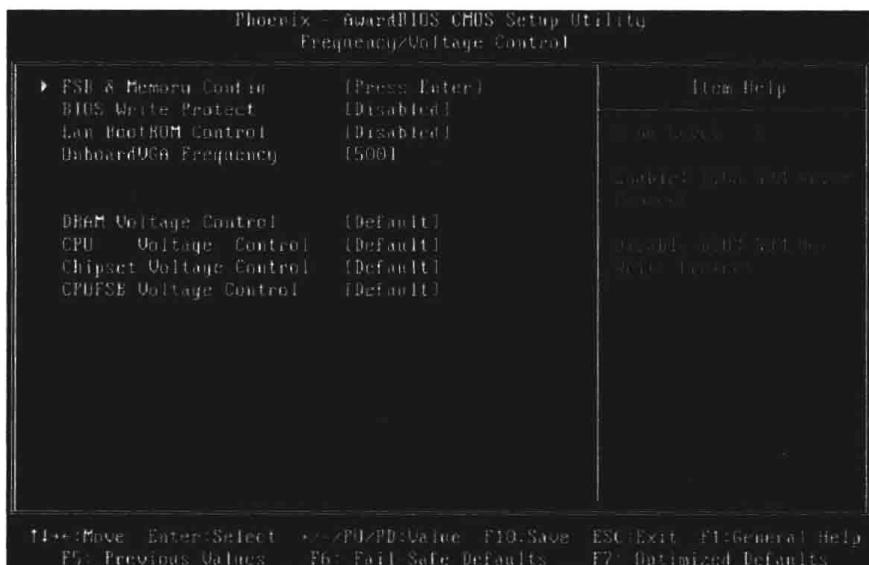 Phoenix - AwardBIOS CMOS Setup Utility
Frequency/Voltage Control
FSB & Memory Config [Press Enter]
BIOS Write Protect [Disabled]
Lan BootROM Control [Disabled]
OnboardVGA Frequency [500]
DRAM Voltage Control [Default]
CPU Voltage Control [Default]
Chipset Voltage Control [Default]
CPUFSB Voltage Control [Default]
Item Help
↑↓→←:Move Enter:Select +/-/PU/PD:Value F10:Save ESC:Exit F1:General Help
F5: Previous Values F6: Fail-Safe Defaults F7: Optimized Defaults